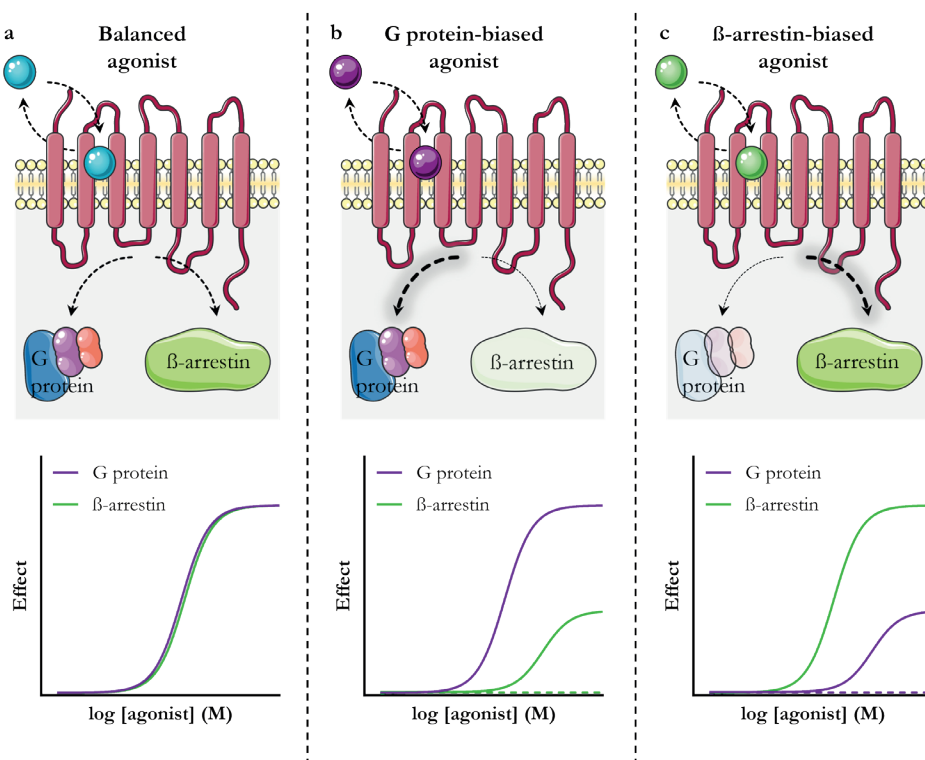 a
Balanced
agonist
G
protein
ß-arrestin
G protein
ß-arrestin
Effect
log [agonist] (M)
b
G protein-biased
agonist
G
protein
ß-arrestin
G protein
ß-arrestin
Effect
log [agonist] (M)
c
ß-arrestin-biased
agonist
G
protein
ß-arrestin
G protein
ß-arrestin
Effect
log [agonist] (M)